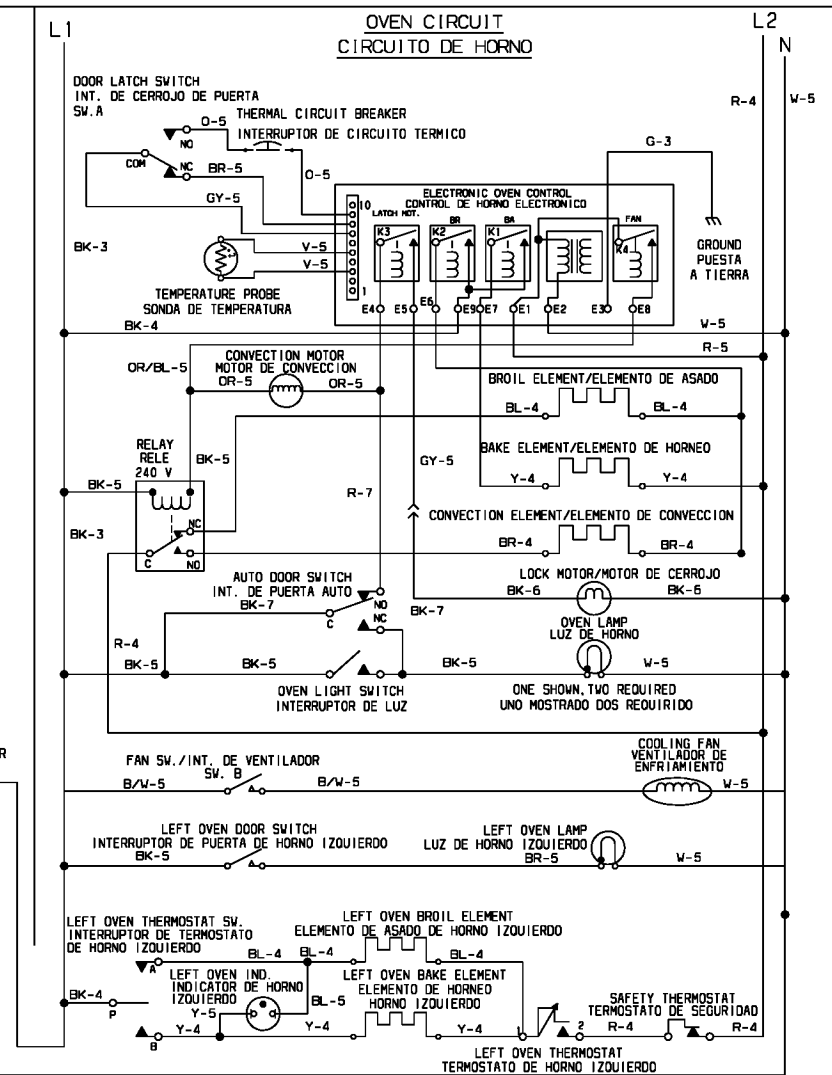 L1
OVEN CIRCUIT
CIRCUITO DE HORNO
L2
N
DOOR LATCH SWITCH
INT. DE CERROJO DE PUERTA
SW.A
R-4
W-5
O-5
THERMAL CIRCUIT BREAKER
INTERRUPTOR DE CIRCUITO TERMICO
NO
G-3
COM
NC
BR-5
O-5
GY-5
ELECTRONIC OVEN CONTROL
CONTROL DE HORNO ELECTRONICO
10
LATCH MOT.
BR
BA
FAN
K3
K2
K1
K4
BK-3
V-5
V-5
GROUND
PUESTA
A TIERRA
TEMPERATURE PROBE
SONDA DE TEMPERATURA
1
E4
E5
E6
E9
E7
E1
E2
E3
E8
BK-4
W-5
R-5
CONVECTION MOTOR
MOTOR DE CONVECCION
OR/BL-5
OR-5
OR-5
BROIL ELEMENT/ELEMENTO DE ASADO
BL-4
BL-4
RELAY
RELE
240 V
BK-5
GY-5
BAKE ELEMENT/ELEMENTO DE HORNEO
BK-5
Y-4
Y-4
R-7
NC
CONVECTION ELEMENT/ELEMENTO DE CONVECCION
BK-3
BR-4
BR-4
C
NO
LOCK MOTOR/MOTOR DE CERROJO
AUTO DOOR SWITCH
INT. DE PUERTA AUTO
BK-6
BK-6
BK-7
NO
C
NC
BK-7
OVEN LAMP
LUZ DE HORNO
R-4
BK-5
BK-5
BK-5
W-5
OVEN LIGHT SWITCH
INTERRUPTOR DE LUZ
ONE SHOWN, TWO REQUIRED
UNO MOSTRADO DOS REQUIRIDO
R
FAN SW./INT. DE VENTILADOR
SW. B
COOLING FAN
VENTILADOR DE
ENFRIAMIENTO
B/W-5
B/W-5
W-5
LEFT OVEN DOOR SWITCH
INTERRUPTOR DE PUERTA DE HORNO IZQUIERDO
BK-5
LEFT OVEN LAMP
LUZ DE HORNO IZQUIERDO
BR-5
W-5
LEFT OVEN THERMOSTAT SW.
INTERRUPTOR DE TERMOSTATO
DE HORNO IZQUIERDO
LEFT OVEN BROIL ELEMENT
ELEMENTO DE ASADO DE HORNO IZQUIERDO
A
BL-4
BL-4
BL-4
LEFT OVEN IND.
INDICATOR DE HORNO
IZQUIERDO
LEFT OVEN BAKE ELEMENT
ELEMENTO DE HORNEO
HORNO IZQUIERDO
BK-4
P
BL-5
Y-5
SAFETY THERMOSTAT
TERMOSTATO DE SEGURIDAD
B
Y-4
Y-4
Y-4
1
2
R-4
R-4
LEFT OVEN THERMOSTAT
TERMOSTATO DE HORNO IZQUIERDO